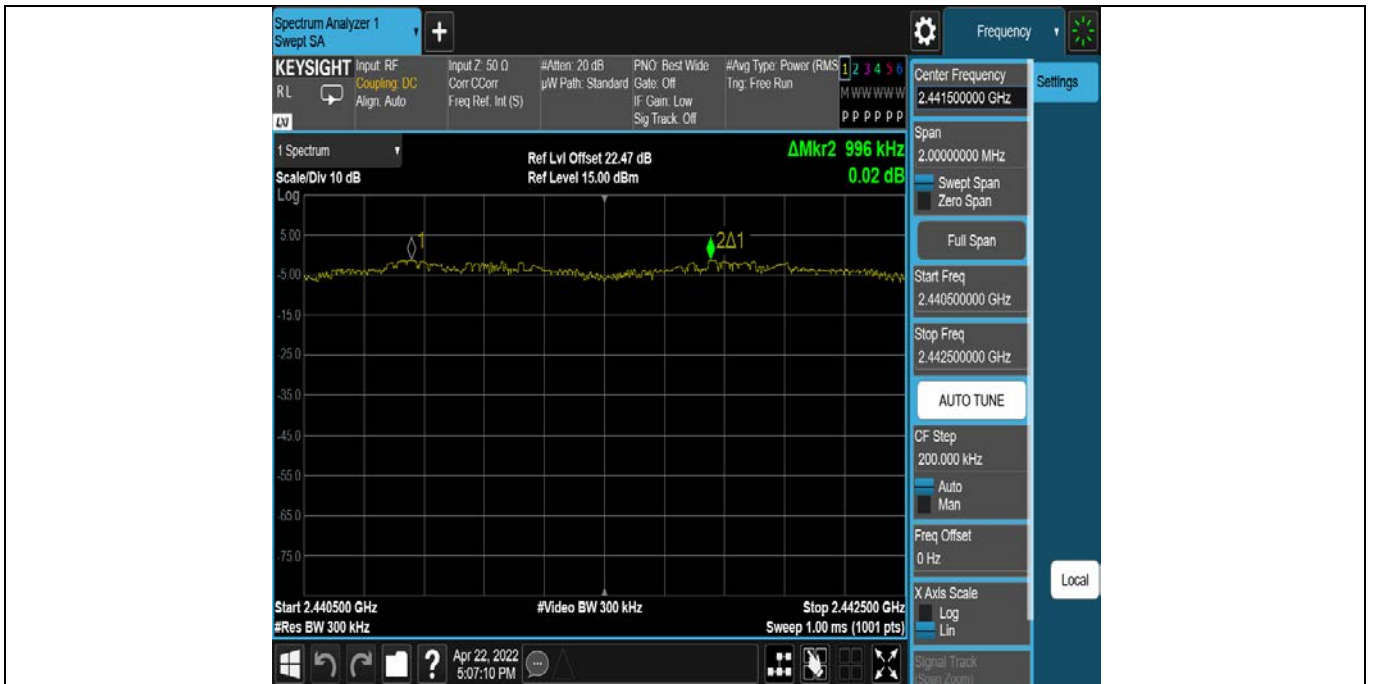 Spectrum Analyzer 1
Swept SA
+
Frequency
KEYSIGHT
RL
LXI
Input: RF
Coupling: DC
Align: Auto
Input Z: 50 Ω
Corr CCorr
Freq Ref: Int (S)
#Atten: 20 dB
µW Path: Standard
PNO: Best Wide
Gate: Off
IF Gain: Low
Sig Track: Off
#Avg Type: Power (RMS
Trig: Free Run
1 2 3 4 5 6
M W W W W W
P P P P P P
1 Spectrum
Scale/Div 10 dB
Log
Ref Lvl Offset 22.47 dB
Ref Level 15.00 dBm
ΔMkr2 996 kHz
0.02 dB
5.00
-5.00
-15.0
-25.0
-35.0
-45.0
-55.0
-65.0
-75.0
1
2Δ1
Start 2.440500 GHz
#Res BW 300 kHz
#Video BW 300 kHz
Stop 2.442500 GHz
Sweep 1.00 ms (1001 pts)
Center Frequency
2.441500000 GHz
Settings
Span
2.00000000 MHz
Swept Span
Zero Span
Full Span
Start Freq
2.440500000 GHz
Stop Freq
2.442500000 GHz
AUTO TUNE
CF Step
200.000 kHz
Auto
Man
Freq Offset
0 Hz
X Axis Scale
Log
Lin
Local
Signal Track
(Span Zoom)
?
Apr 22, 2022
5:07:10 PM